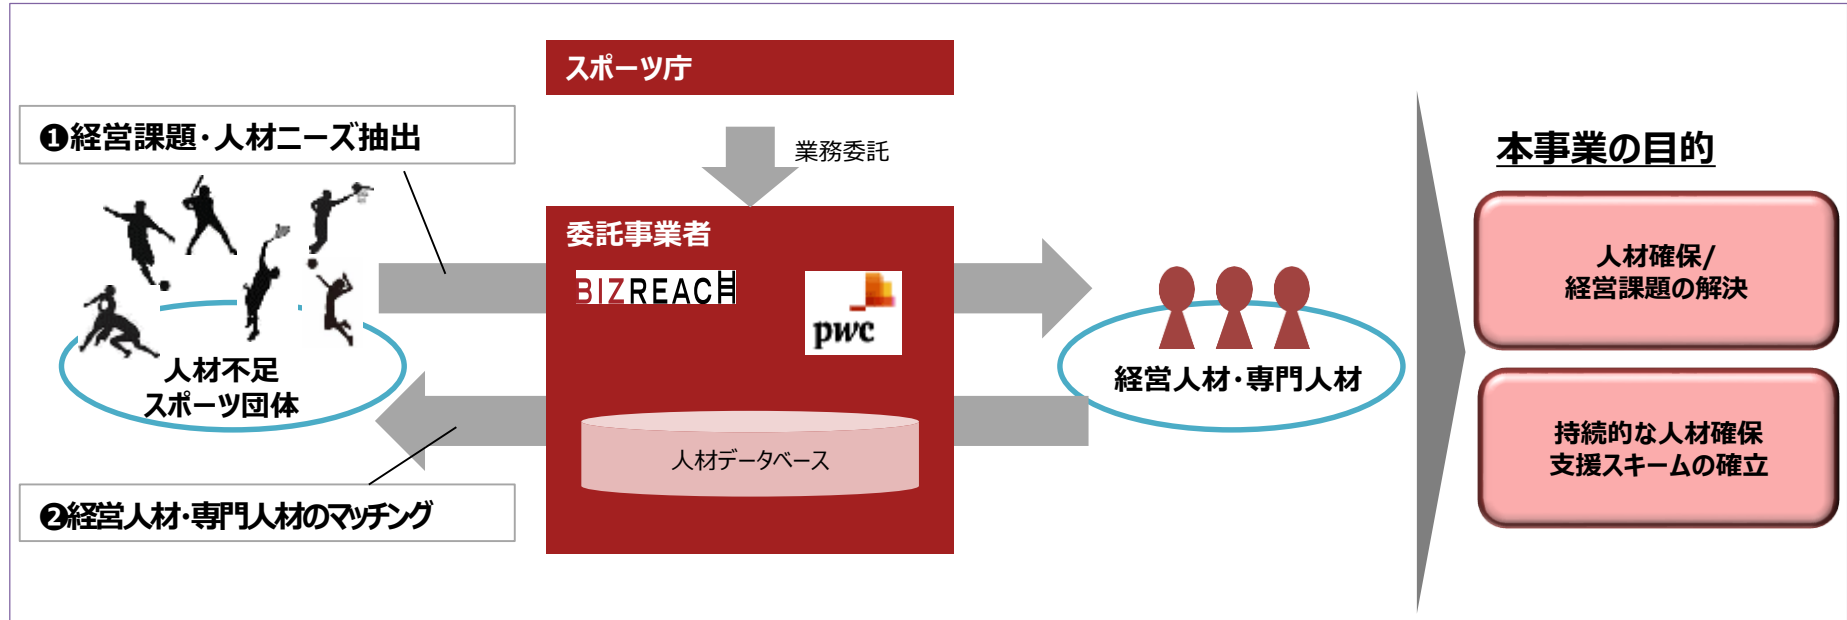 スポーツ庁
❶経営課題・人材ニーズ抽出
業務委託
委託事業者
BIZREACH
pwc
人材不足
スポーツ団体
人材データベース
経営人材・専門人材
❷経営人材・専門人材のマッチング
本事業の目的
人材確保/
経営課題の解決
持続的な人材確保
支援スキームの確立